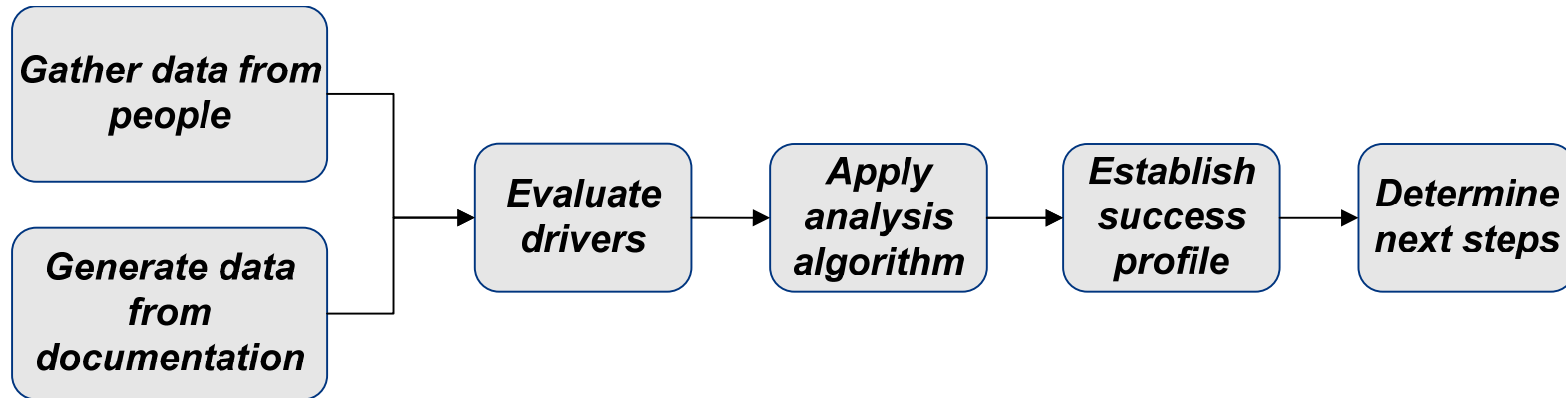 Gather data from
people
Generate data
from
documentation
Evaluate
drivers
Apply
analysis
algorithm
Establish
success
profile
Determine
next steps